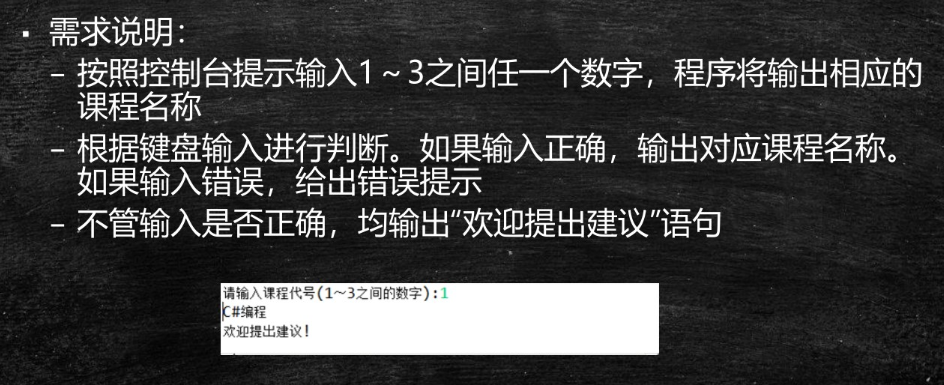 ▪ 需求说明：
– 按照控制台提示输入1～3之间任一个数字，程序将输出相应的
课程名称
– 根据键盘输入进行判断。如果输入正确，输出对应课程名称。
如果输入错误，给出错误提示
– 不管输入是否正确，均输出“欢迎提出建议”语句
请输入课程代号(1～3之间的数字):1
C#编程
欢迎提出建议!